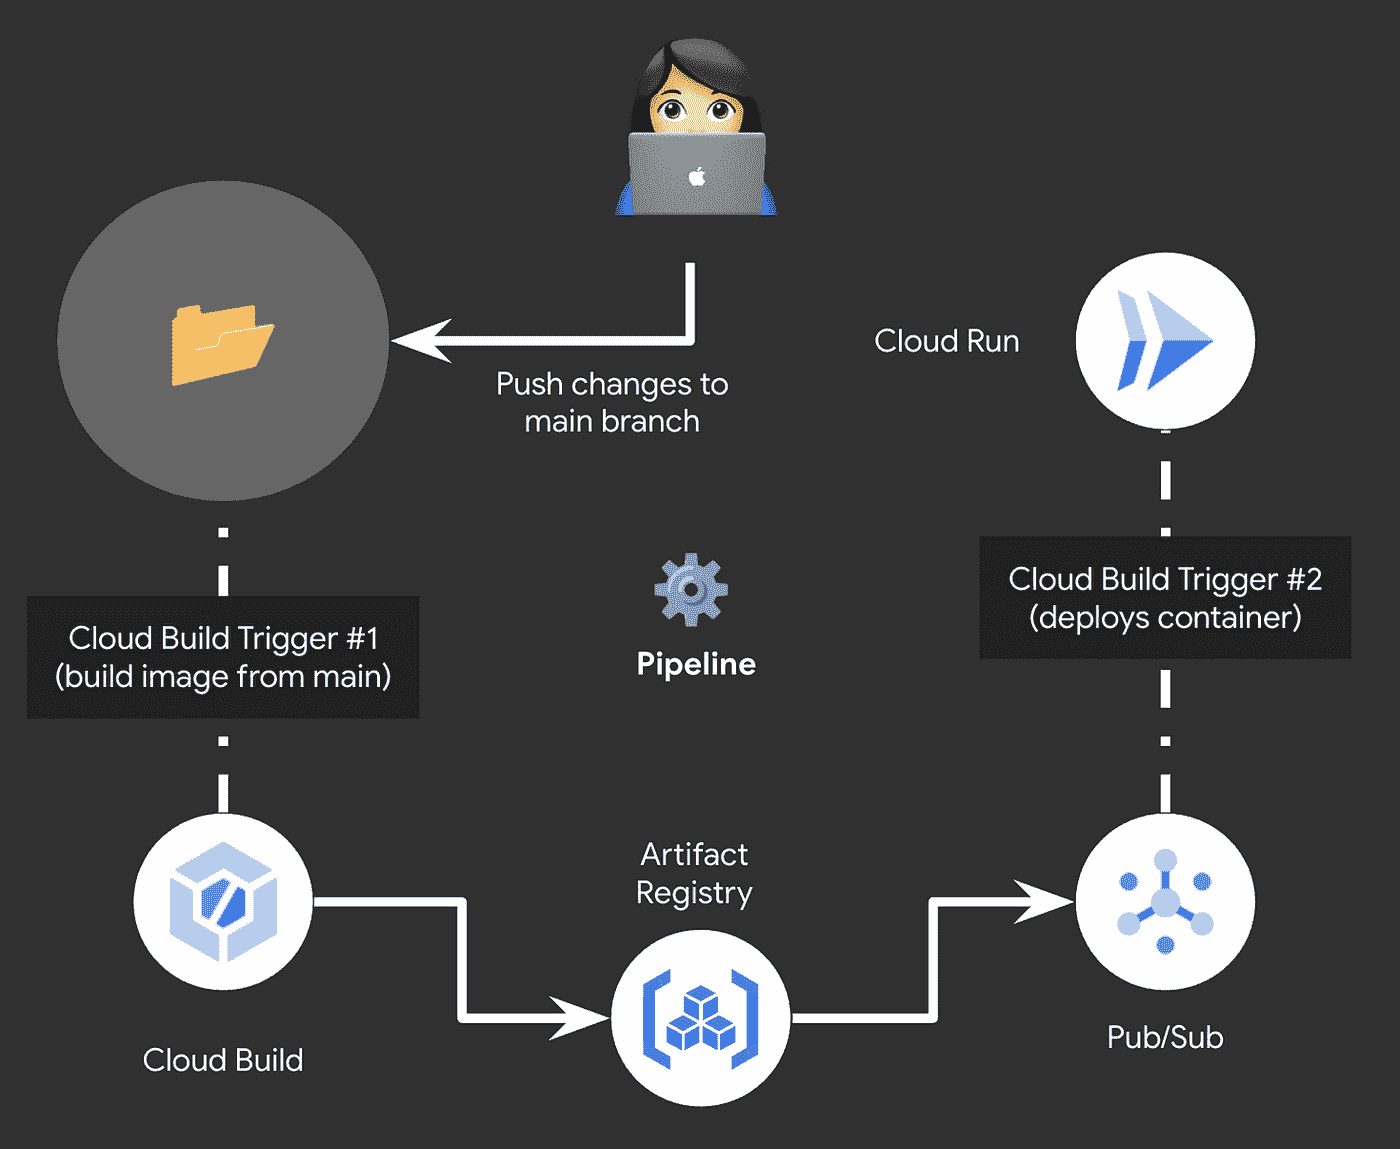 Push changes to
main branch
Cloud Run
Cloud Build Trigger #1
(build image from main)
Pipeline
Cloud Build Trigger #2
(deploys container)
Cloud Build
Artifact
Registry
Pub/Sub